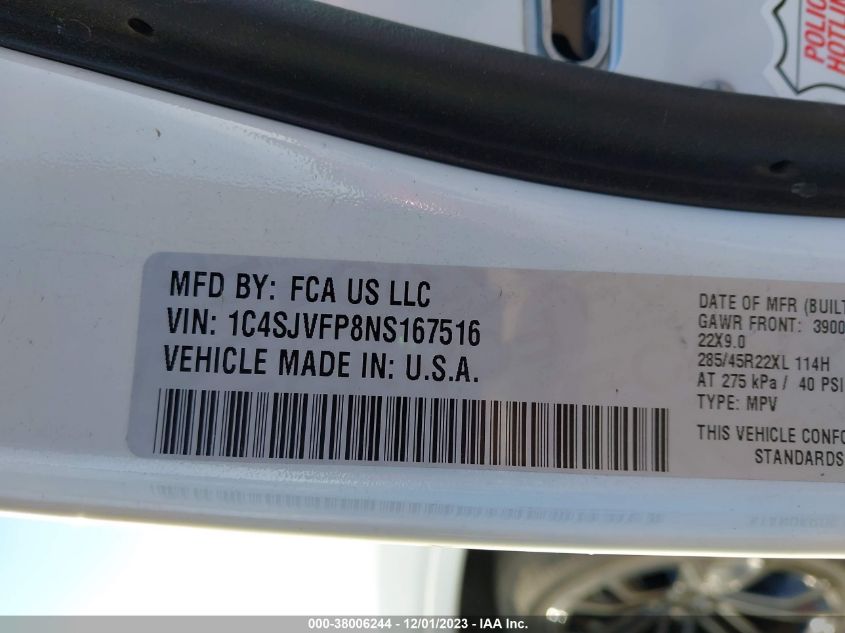 POLIC
HOTLIN
MFD BY: FCA US LLC
VIN: 1C4SJVFP8NS167516
VEHICLE MADE IN: U.S.A.
DATE OF MFR (BUILT
GAWR FRONT: 3900
22X9.0
285/45R22XL 114H
AT 275 kPa / 40 PSI
TYPE: MPV
THIS VEHICLE CONFO
STANDARDS
000-38006244 - 12/01/2023 - IAA Inc.